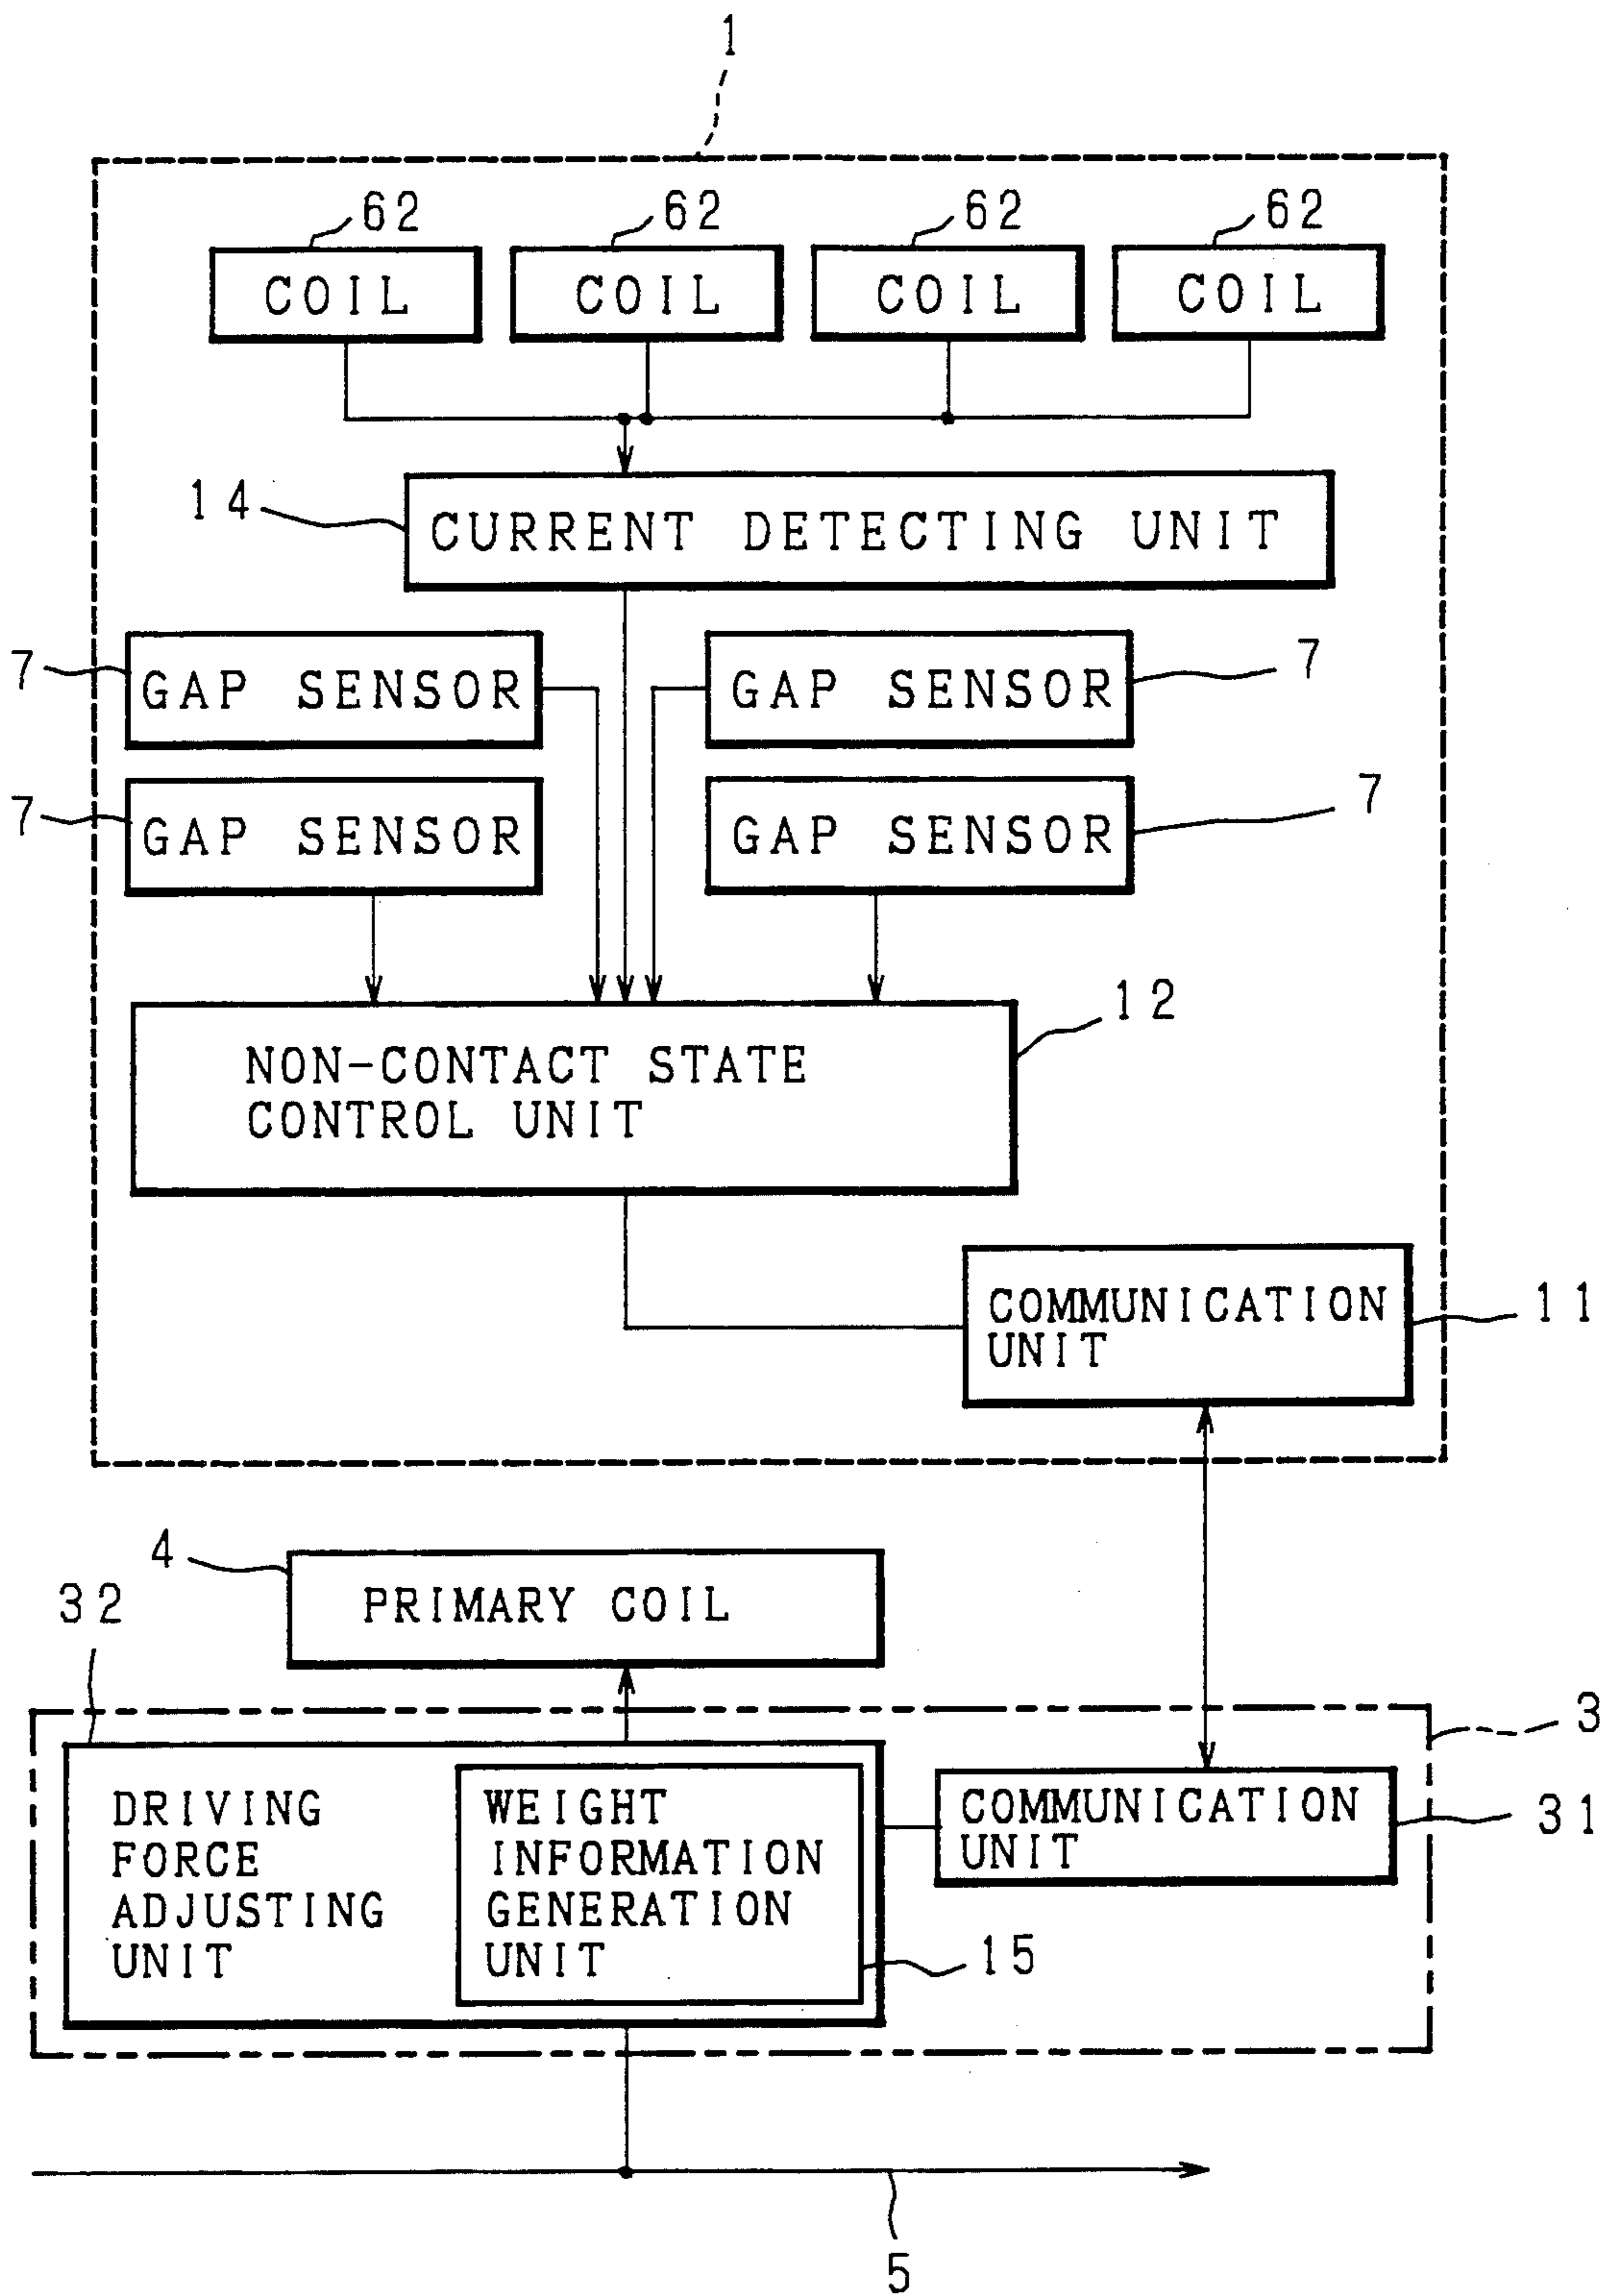 1
62 62 62 62
COIL COIL COIL COIL
14
CURRENT DETECTING UNIT
7 GAP SENSOR GAP SENSOR 7
7 GAP SENSOR GAP SENSOR 7
12
NON-CONTACT STATE
CONTROL UNIT
COMMUNICATION
UNIT
11
4
PRIMARY COIL
32
3
DRIVING
FORCE
ADJUSTING
UNIT
WEIGHT
INFORMATION
GENERATION
UNIT
15
COMMUNICATION
UNIT
31
5